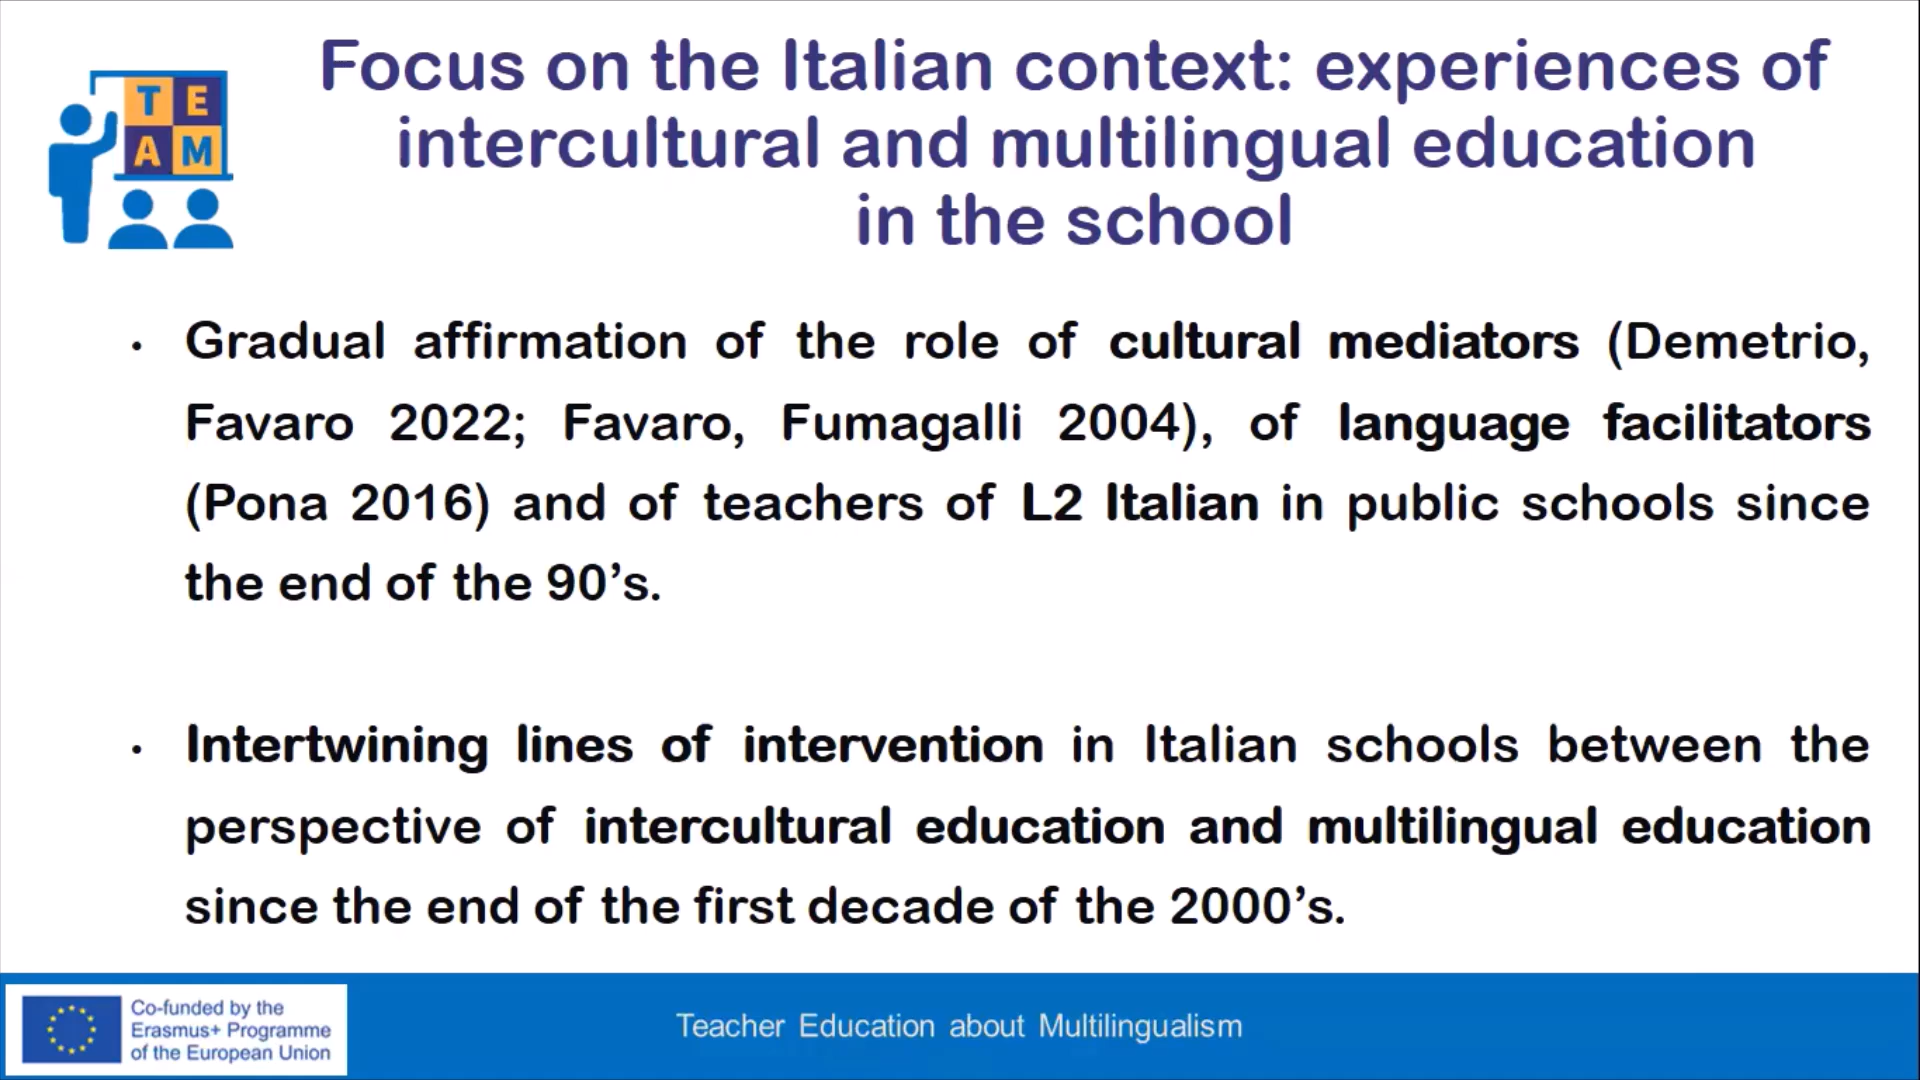 T E
A M
Focus on the Italian context: experiences of
intercultural and multilingual education
in the school
• Gradual affirmation of the role of cultural mediators (Demetrio,
Favaro 2022; Favaro, Fumagalli 2004), of language facilitators
(Pona 2016) and of teachers of L2 Italian in public schools since
the end of the 90’s.
• Intertwining lines of intervention in Italian schools between the
perspective of intercultural education and multilingual education
since the end of the first decade of the 2000’s.
Co-funded by the
Erasmus+ Programme
of the European Union
Teacher Education about Multilingualism